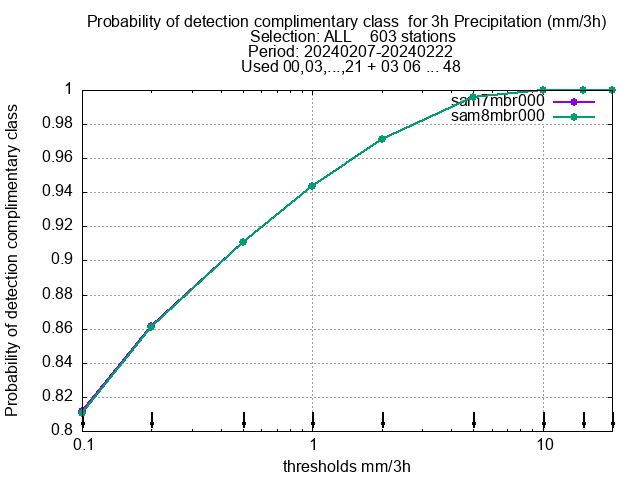 Probability of detection complimentary class  for 3h Precipitation (mm/3h)
Selection: ALL    603 stations
Period: 20240207-20240222
Used 00,03,...,21 + 03 06 ... 48
sam7mbr000
sam8mbr000
Probability of detection complimentary class
1
0.98
0.96
0.94
0.92
0.9
0.88
0.86
0.84
0.82
0.8
0.1 1 10
thresholds mm/3h